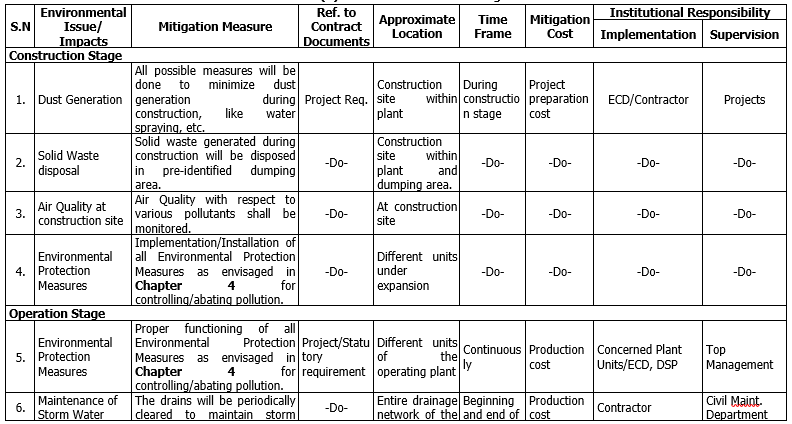 S.N Environmental Issue/ Impacts Mitigation Measure Ref. to Contract Documents Approximate Location Time Frame Mitigation Cost Institutional Responsibility
Implementation Supervision
Construction Stage
1. Dust Generation All possible measures will be done to minimize dust generation during construction, like water spraying, etc. Project Req. Construction site within plant During constructio n stage Project preparation cost ECD/Contractor Projects
2. Solid Waste disposal Solid waste generated during construction will be disposed in pre-identified dumping area. -Do- Construction site within plant and dumping area. -Do- -Do- -Do- -Do-
3. Air Quality at construction site Air Quality with respect to various pollutants shall be monitored. -Do- At construction site -Do- -Do- -Do- -Do-
4. Environmental Protection Measures Implementation/Installation of all Environmental Protection Measures as envisaged in Chapter 4 for controlling/abating pollution. -Do- Different units under expansion -Do- -Do- -Do- -Do-
Operation Stage
5. Environmental Protection Measures Proper functioning of all Environmental Protection Measures as envisaged in Chapter 4 for controlling/abating pollution. Project/Statu tory requirement Different units of the operating plant Continuous ly Production cost Concerned Plant Units/ECD, DSP Top Management
6. Maintenance of Storm Water The drains will be periodically cleared to maintain storm -Do- Entire drainage network of the Beginning and end of Production cost Contractor Civil Maint. Department